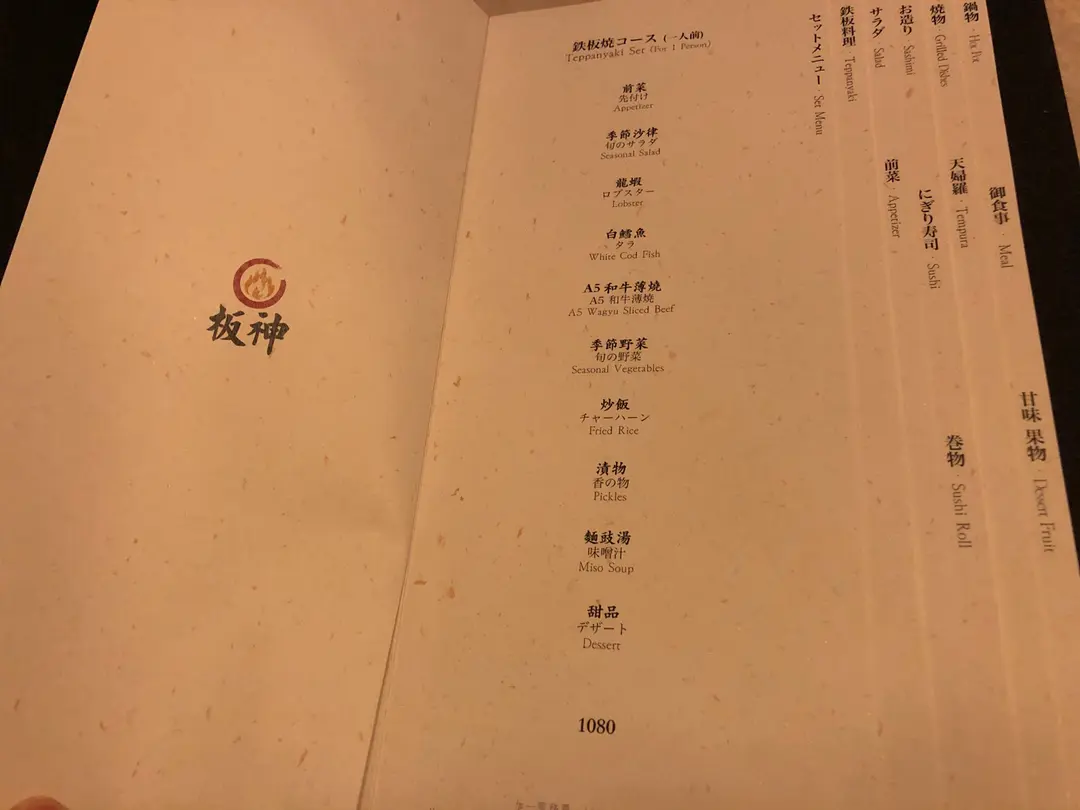 板神
鉄板焼コース (一人前)
Teppanyaki Set (For 1 Person)
前菜
先付け
Appetizer
季節沙律
旬のサラダ
Seasonal Salad
龍蝦
ロブスター
Lobster
白鱈魚
タラ
White Cod Fish
A5 和牛薄燒
A5 和牛薄焼
A5 Wagyu Sliced Beef
季節野菜
旬の野菜
Seasonal Vegetables
炒飯
チャーハーン
Fried Rice
漬物
香の物
Pickles
麵豉湯
味噌汁
Miso Soup
甜品
デザート
Dessert
1080
セットメニュー · Set Menu
鉄板料理 · Teppanyaki
サラダ · Salad
前菜 · Appetizer
お造り · Sashimi
にぎり寿司 · Sushi
焼物 · Grilled Dishes
天婦羅 · Tempura
巻物 · Sushi Roll
鍋物 · Hot Pot
御食事 · Meal
甘味 果物 · Dessert Fruit